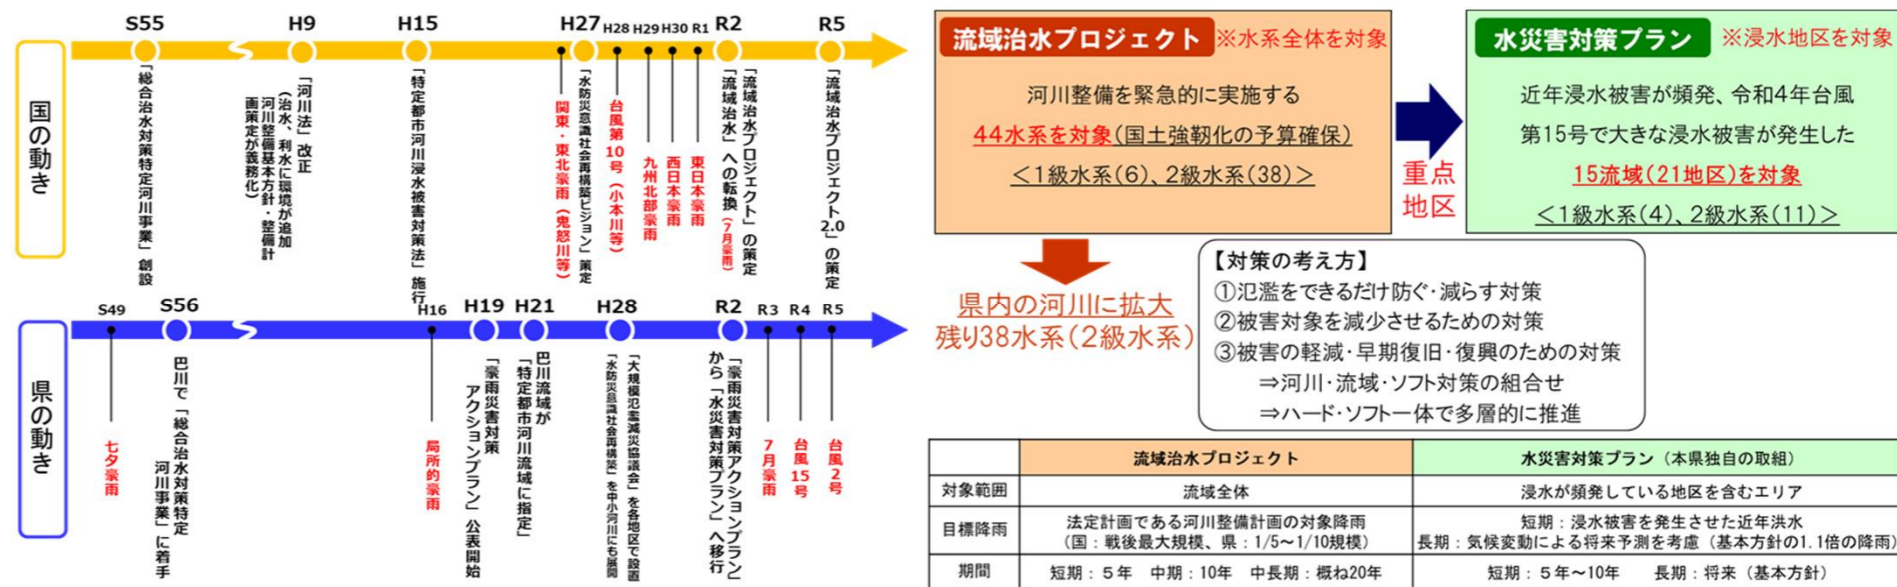 国の動き
S55
H9
H15
H27
H28
H29
H30
R1
R2
R5
「総合治水対策特定河川事業」創設
「河川法」改正
(治水、利水に環境が追加
河川整備基本方針・整備計
画策定が義務化)
「特定都市河川浸水被害対策法」施行
関東・東北豪雨(鬼怒川等)
「水防災意識社会再構築ビジョン」策定
台風第10号(小本川等)
九州北部豪雨
西日本豪雨
東日本豪雨
「流域治水プロジェクト」の策定
「流域治水」への転換(7月豪雨)
「流域治水プロジェクト2.0」の策定
県の動き
S49
S56
H16
H19
H21
H28
R2
R3
R4
R5
七夕豪雨
巴川で「総合治水対策特定
河川事業」に着手
局所的豪雨
「豪雨災害対策
アクションプラン」公表開始
巴川流域が
「特定都市河川流域に指定」
「大規模氾濫減災協議会」を各地区で設置
「水防災意識社会再構築」を中小河川にも展開
「豪雨災害対策アクションプラン」
から「水災害対策プラン」へ移行
7月豪雨
台風15号
台風2号
流域治水プロジェクト ※水系全体を対象
河川整備を緊急的に実施する
44水系を対象(国土強靭化の予算確保)
<1級水系(6)、2級水系(38)>
重点
地区
水災害対策プラン ※浸水地区を対象
近年浸水被害が頻発、令和4年台風
第15号で大きな浸水被害が発生した
15流域(21地区)を対象
<1級水系(4)、2級水系(11)>
県内の河川に拡大
残り38水系(2級水系)
【対策の考え方】
①氾濫をできるだけ防ぐ・減らす対策
②被害対象を減少させるための対策
③被害の軽減・早期復旧・復興のための対策
⇒河川・流域・ソフト対策の組合せ
⇒ハード・ソフト一体で多層的に推進
流域治水プロジェクト 水災害対策プラン(本県独自の取組)
対象範囲 流域全体 浸水が頻発している地区を含むエリア
目標降雨 法定計画である河川整備計画の対象降雨
(国:戦後最大規模、県:1/5~1/10規模)
短期:浸水被害を発生させた近年洪水
長期:気候変動による将来予測を考慮(基本方針の1.1倍の降雨)
期間 短期:5年 中期:10年 中長期:概ね20年 短期:5年~10年 長期:将来(基本方針)